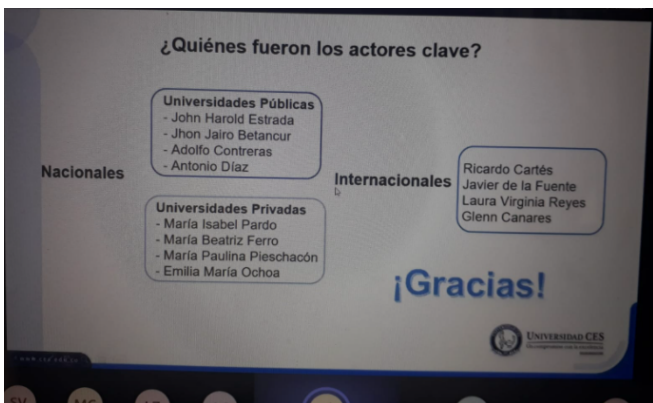 ¿Quiénes fueron los actores clave?
Nacionales
Universidades Públicas
- John Harold Estrada
- Jhon Jairo Betancur
- Adolfo Contreras
- Antonio Díaz
Universidades Privadas
- María Isabel Pardo
- María Beatriz Ferro
- María Paulina Pieschacón
- Emilia María Ochoa
Internacionales
Ricardo Cartés
Javier de la Fuente
Laura Virginia Reyes
Glenn Canares
¡Gracias!
UNIVERSIDAD CES